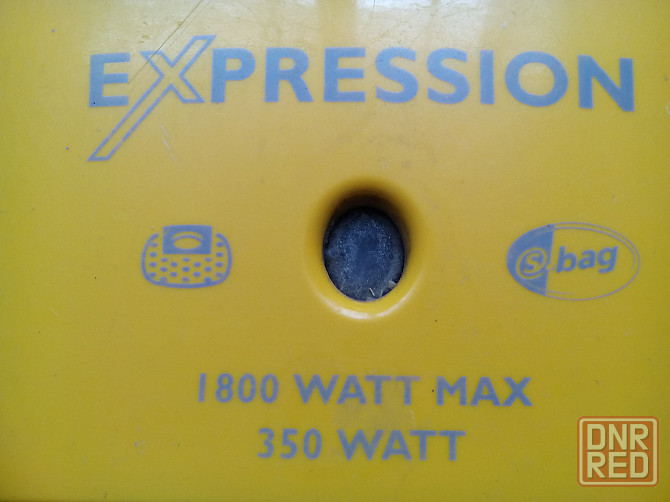 EXPRESSION
s-bag
1800 WATT MAX
350 WATT
DNR
RED